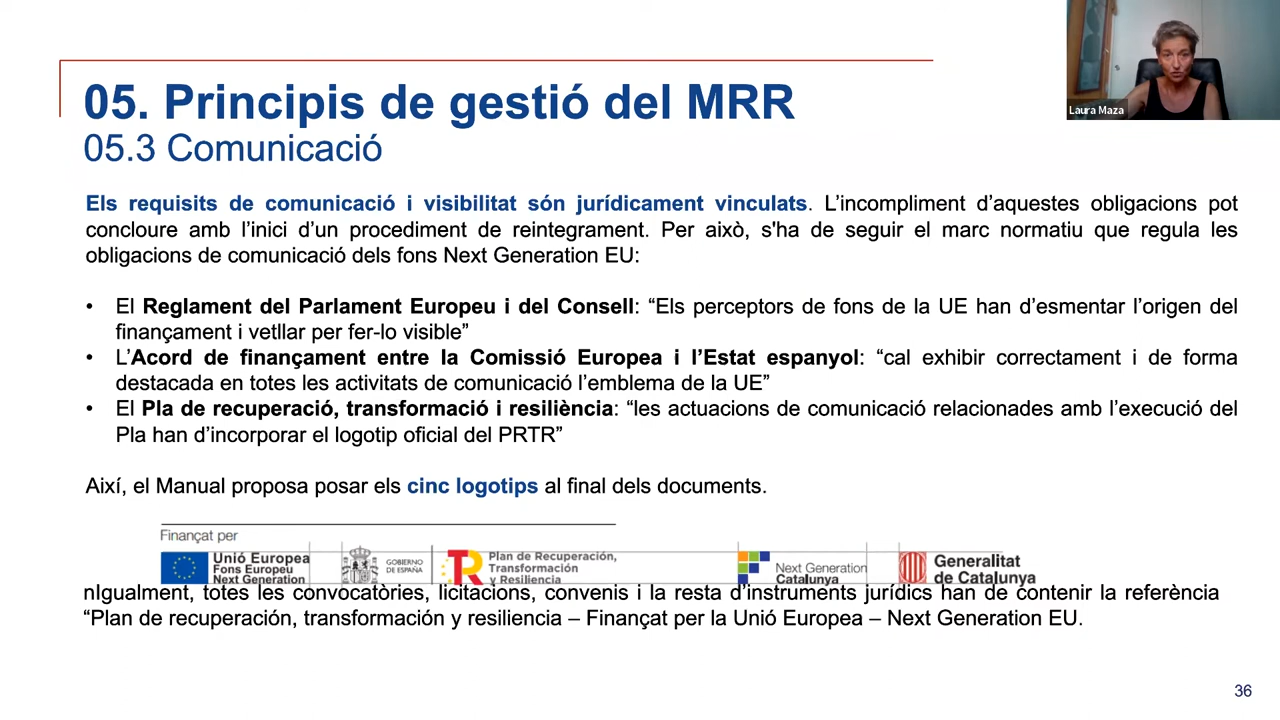 05. Principis de gestió del MRR
05.3 Comunicació
Laura Maza
Els requisits de comunicació i visibilitat són jurídicament vinculats. L’incompliment d’aquestes obligacions pot
concloure amb l’inici d’un procediment de reintegrament. Per això, s'ha de seguir el marc normatiu que regula les
obligacions de comunicació dels fons Next Generation EU:
• El Reglament del Parlament Europeu i del Consell: “Els perceptors de fons de la UE han d’esmentar l’origen del
finançament i vetllar per fer-lo visible”
• L’Acord de finançament entre la Comissió Europea i l’Estat espanyol: “cal exhibir correctament i de forma
destacada en totes les activitats de comunicació l’emblema de la UE”
• El Pla de recuperació, transformació i resiliència: “les actuacions de comunicació relacionades amb l’execució del
Pla han d’incorporar el logotip oficial del PRTR”
Així, el Manual proposa posar els cinc logotips al final dels documents.
Finançat per
Unió Europea
Fons Europeu
Next Generation
GOBIERNO
DE ESPAÑA
TR
Plan de Recuperación,
Transformación
y Resiliencia
Next Generation
Catalunya
Generalitat
de Catalunya
nIgualment, totes les convocatòries, licitacions, convenis i la resta d’instruments jurídics han de contenir la referència
“Plan de recuperación, transformación y resiliencia – Finançat per la Unió Europea – Next Generation EU.
36